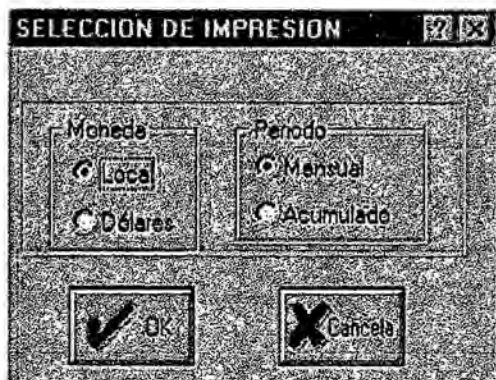 SELECCION DE IMPRESION
Moneda
Local
Dólares
Periodo
Mensual
Acumulado
OK
Cancela